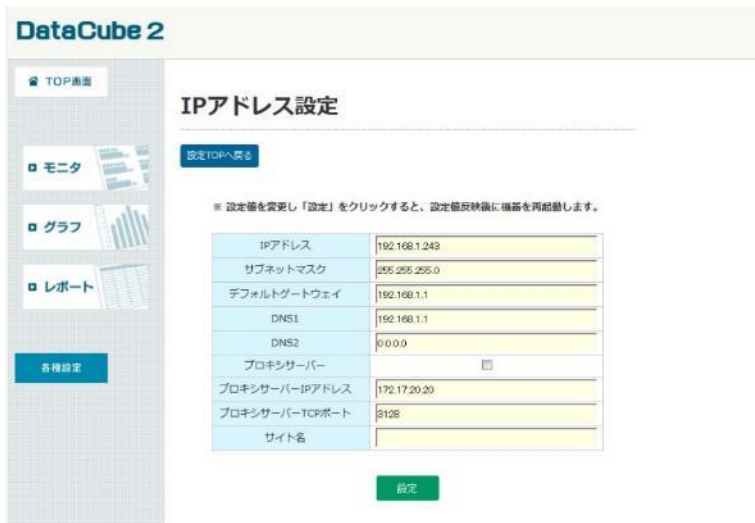 DataCube 2
TOP画面
モニタ
グラフ
レポート
各種設定
IPアドレス設定
設定TOPへ戻る
※ 設定値を変更し「設定」をクリックすると、設定値反映後に機器を再起動します。
IPアドレス 192.168.1.243
サブネットマスク 255.255.255.0
デフォルトゲートウェイ 192.168.1.1
DNS1 192.168.1.1
DNS2 0.0.0.0
プロキシサーバー
プロキシサーバーIPアドレス 172.17.20.20
プロキシサーバーTCPポート 3128
サイト名
設定